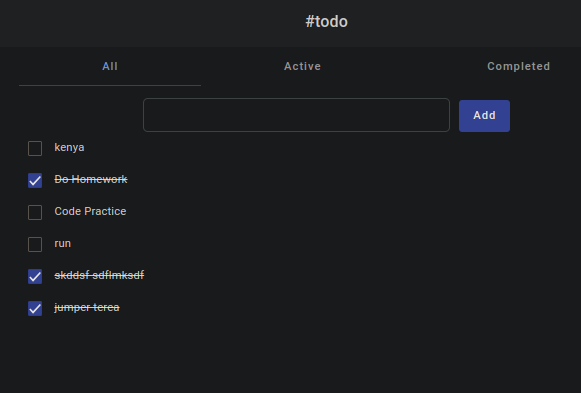 #todo
All Active Completed
Add
kenya
Do Homework
Code Practice
run
skddsf sdflmksdf
jumper terea